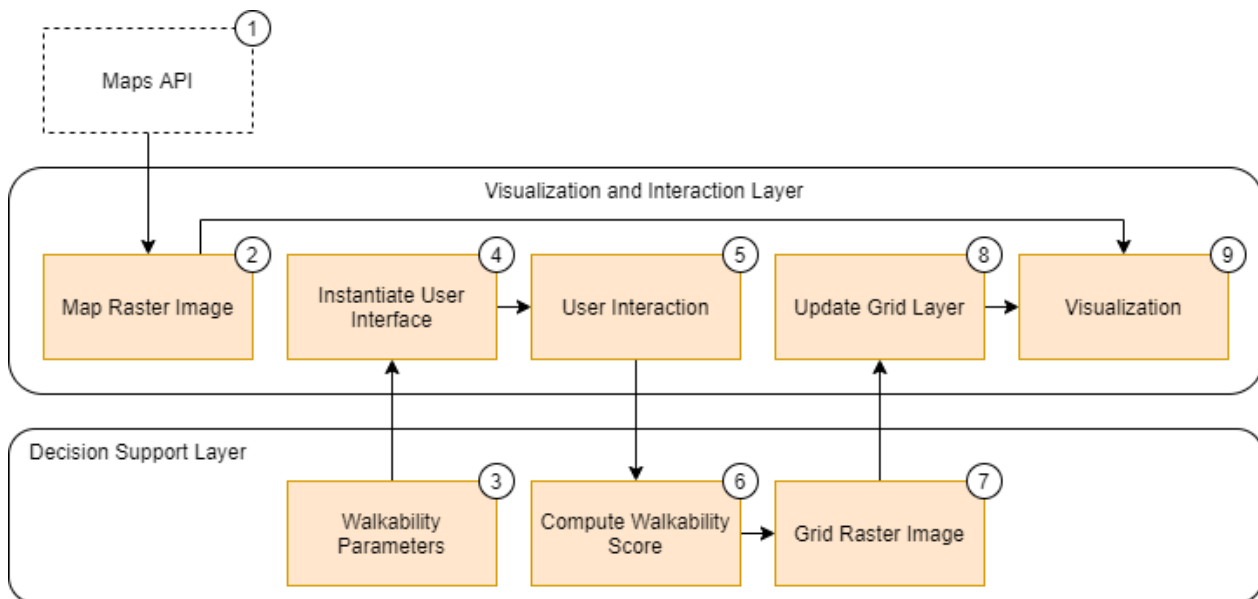 1
Maps API
Visualization and Interaction Layer
2
Map Raster Image
4
Instantiate User
Interface
5
User Interaction
8
Update Grid Layer
9
Visualization
Decision Support Layer
3
Walkability
Parameters
6
Compute Walkability
Score
7
Grid Raster Image